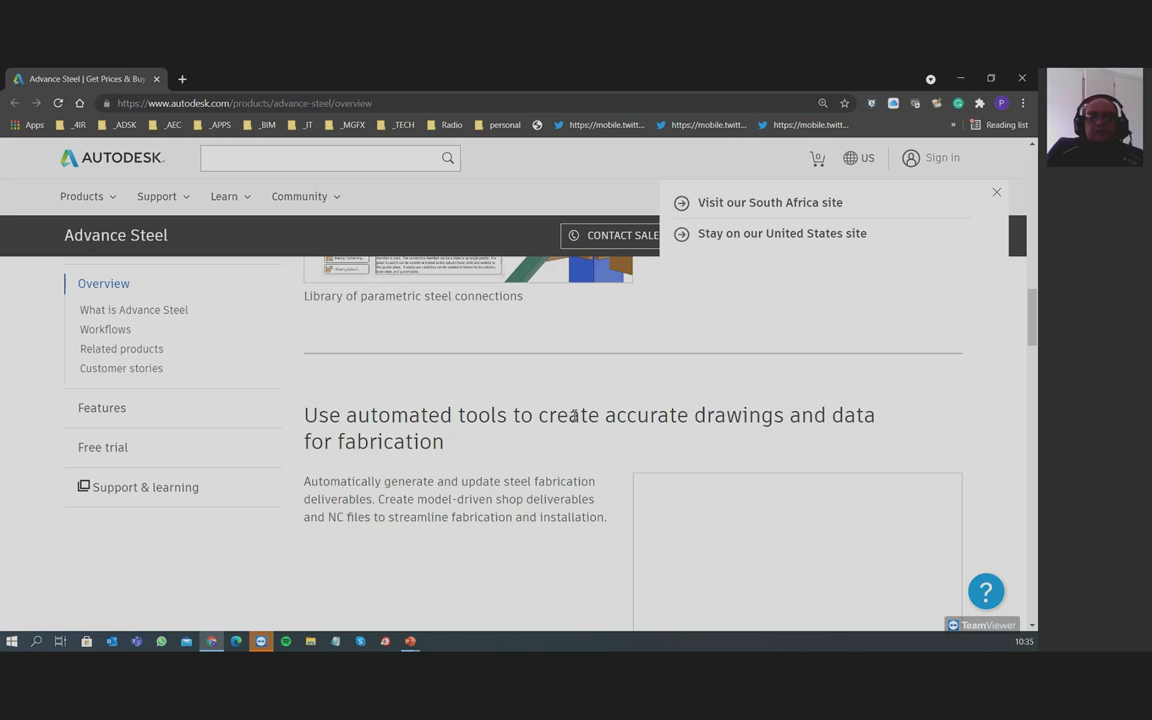 Advance Steel | Get Prices & Buy
https://www.autodesk.com/products/advance-steel/overview
P
Apps _4IR _ADSK _AEC _APPS _BIM _IT _MGFX _TECH Radio personal https://mobile.twitt... https://mobile.twitt... https://mobile.twitt... » Reading list
AUTODESK.
0
US
Sign in
Products Support Learn Community
Visit our South Africa site
Stay on our United States site
Advance Steel
CONTACT SALE
Overview
What is Advance Steel
Workflows
Related products
Customer stories
Features
Free trial
Support & learning
Library of parametric steel connections
Use automated tools to create accurate drawings and data
for fabrication
Automatically generate and update steel fabrication
deliverables. Create model-driven shop deliverables
and NC files to streamline fabrication and installation.
?
TeamViewer
10:35